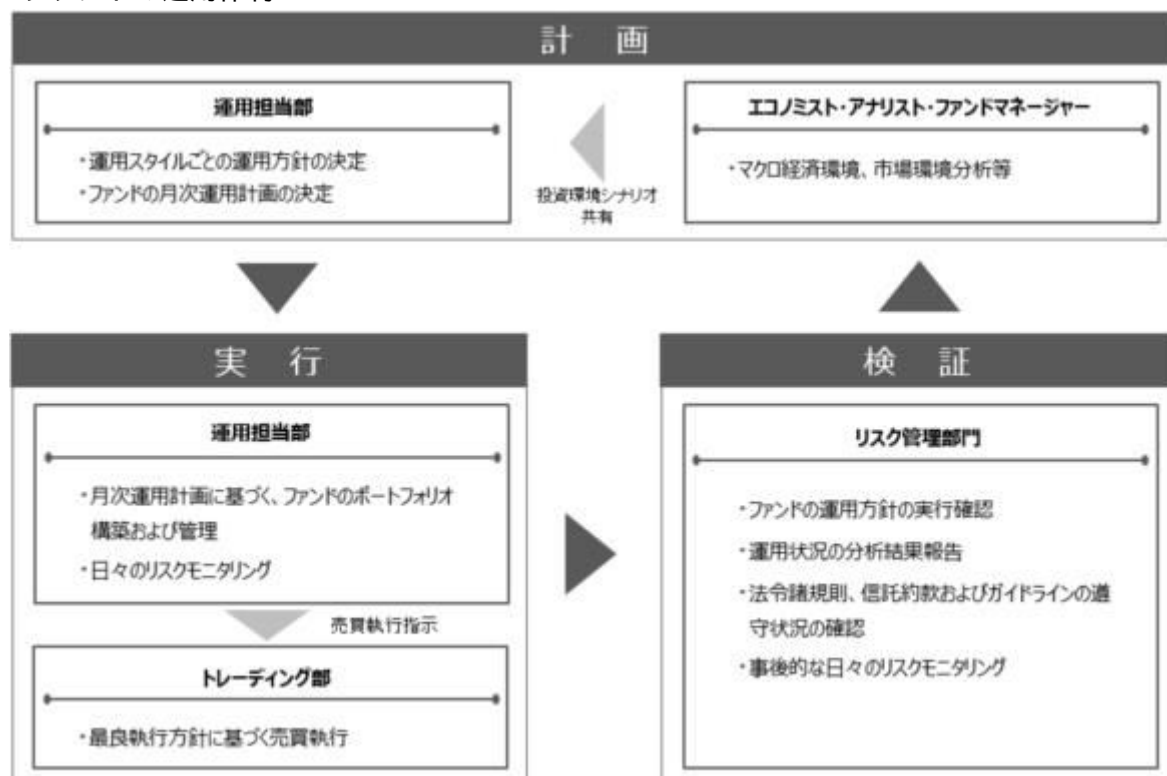 計 画
運用担当部
・運用スタイルごとの運用方針の決定
・ファンドの月次運用計画の決定
投資環境シナリオ
共有
エコノミスト・アナリスト・ファンドマネージャー
・マクロ経済環境、市場環境分析等
実 行
運用担当部
・月次運用計画に基づく、ファンドのポートフォリオ
構築および管理
・日々のリスクモニタリング
売買執行指示
トレーディング部
・最良執行方針に基づく売買執行
検 証
リスク管理部門
・ファンドの運用方針の実行確認
・運用状況の分析結果報告
・法令諸規則、信託約款およびガイドラインの遵
守状況の確認
・事後的な日々のリスクモニタリング